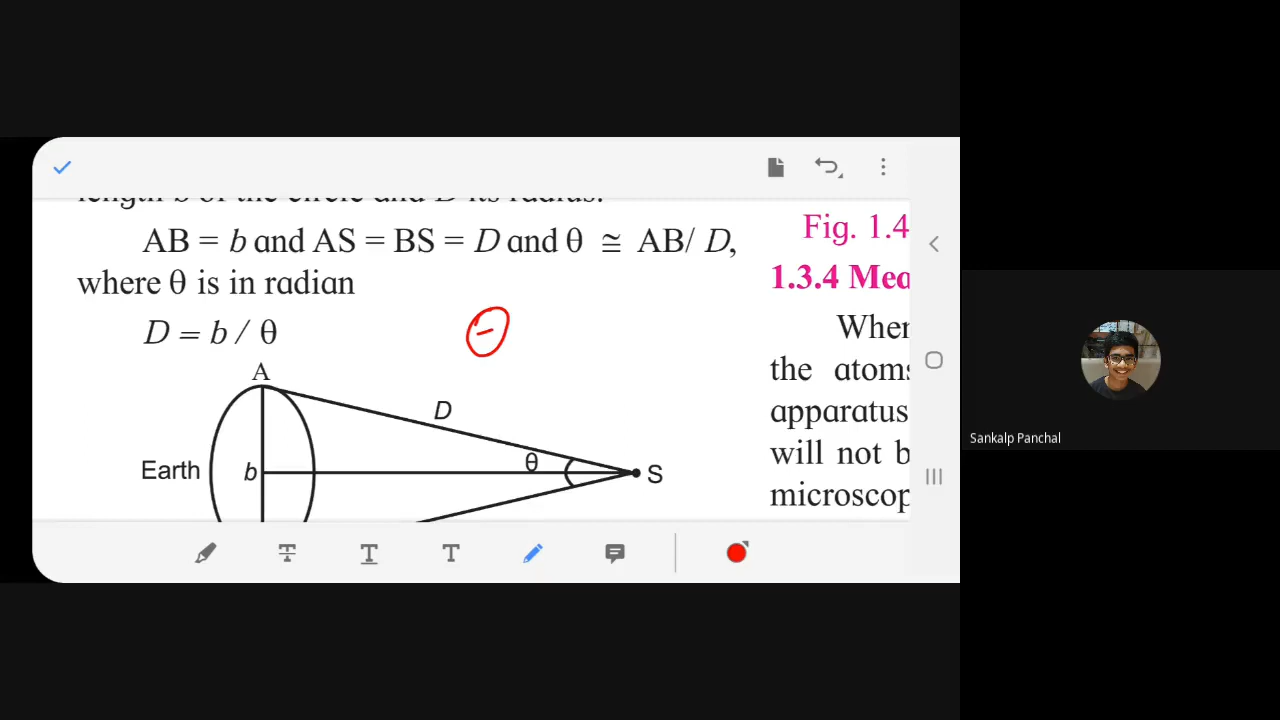 AB = b and AS = BS = D and θ ≅ AB/ D,
where θ is in radian
D = b / θ
θ
A
D
θ
Earth
b
S
Fig. 1.4
1.3.4 Mea
Wher
the atoms
apparatus
will not b
microscop
T
T
T
Sankalp Panchal